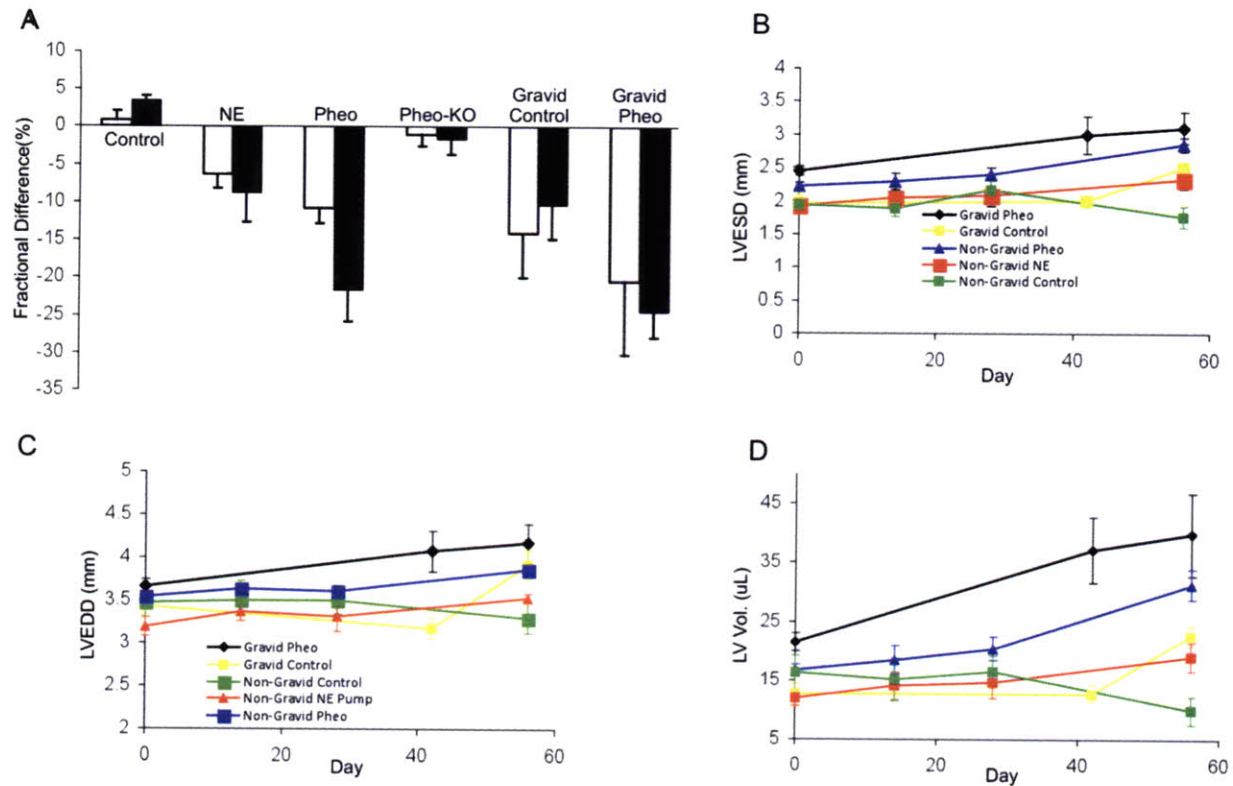 A
Fractional Difference(%)
10
5
0
-5
-10
-15
-20
-25
-30
-35
Control
NE
Pheo
Pheo-KO
Gravid
Control
Gravid
Pheo
B
LVESD (mm)
4
3.5
3
2.5
2
1.5
1
0.5
0
Gravid Pheo
Gravid Control
Non-Gravid Pheo
Non-Gravid NE
Non-Gravid Control
0 20 40 60
Day
C
LVEDD (mm)
5
4.5
4
3.5
3
2.5
2
Gravid Pheo
Gravid Control
Non-Gravid Control
Non-Gravid NE Pump
Non-Gravid Pheo
0 20 40 60
Day
D
LV Vol. (uL)
45
35
25
15
5
0 20 40 60
Day